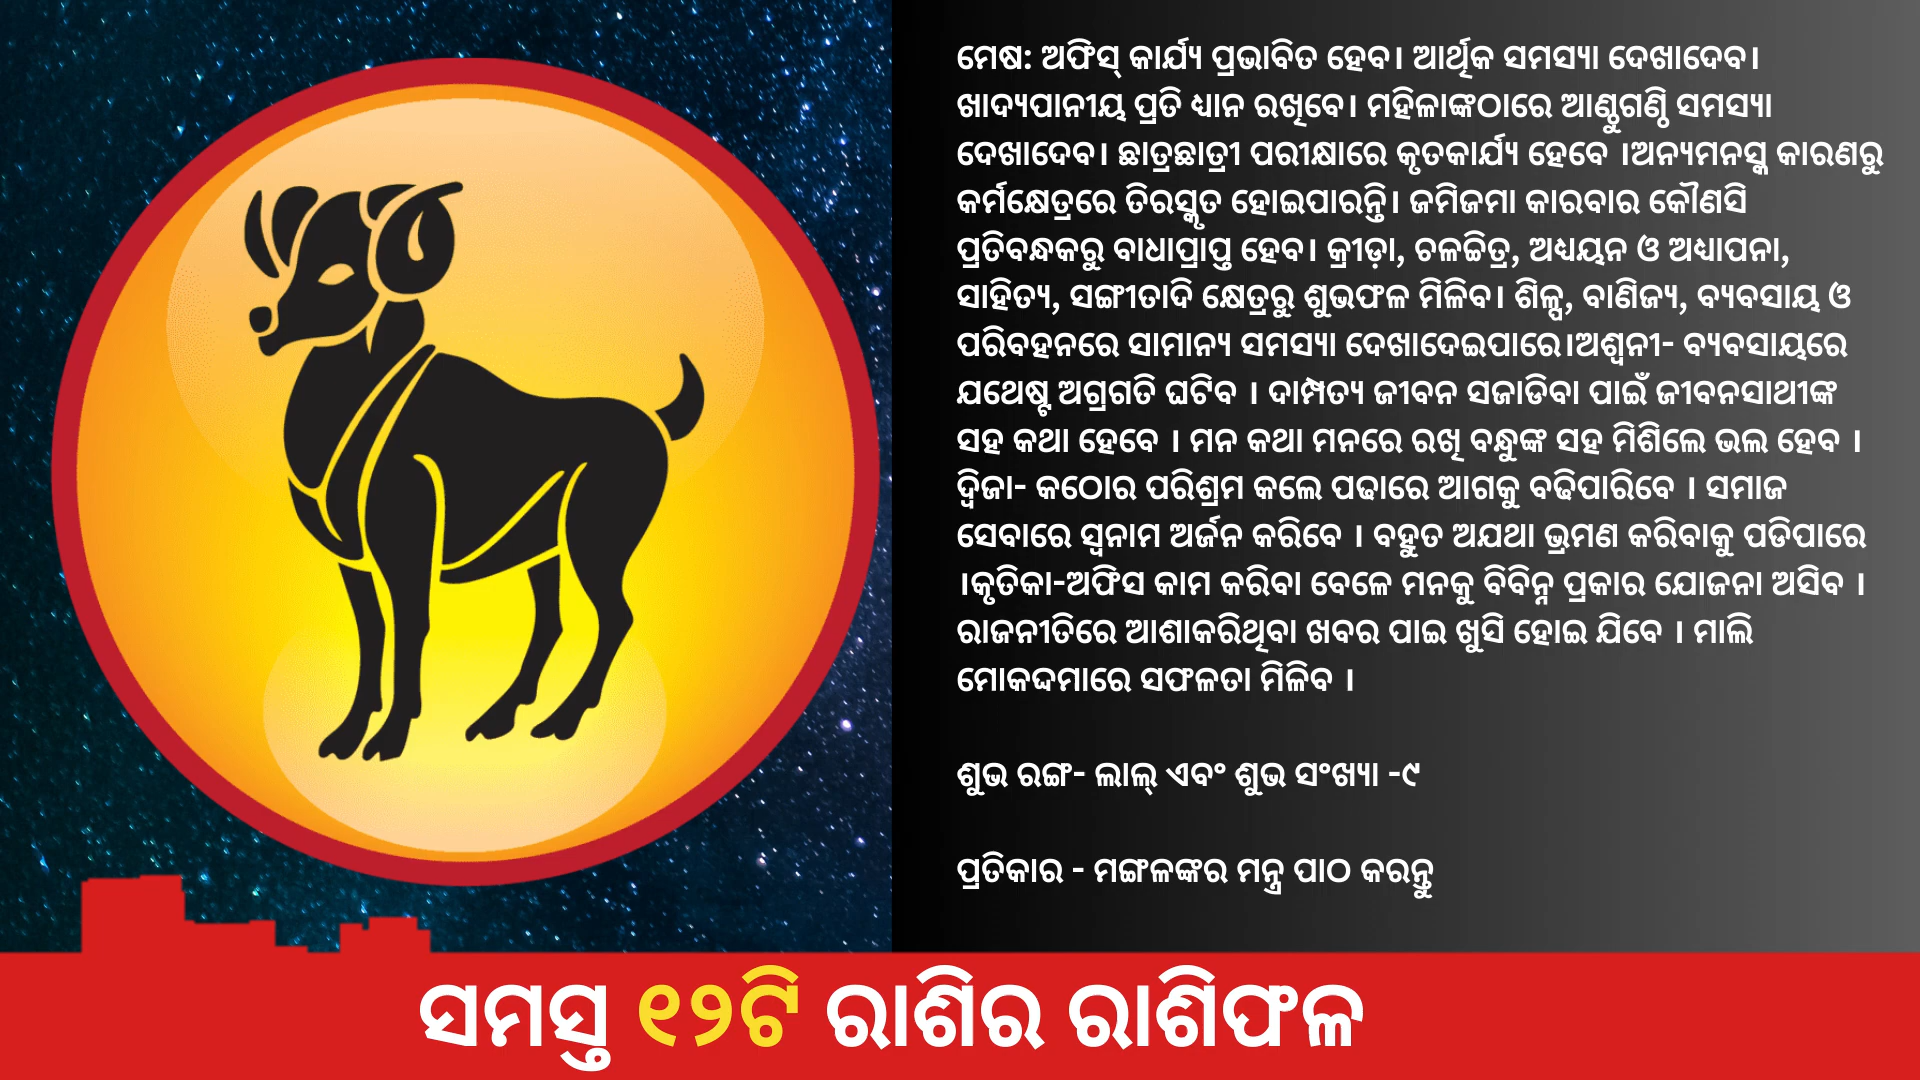 ମେଷ: ଅଫିସ୍ କାର୍ଯ୍ୟ ପ୍ରଭାବିତ ହେବ। ଆର୍ଥିକ ସମସ୍ୟା ଦେଖାଦେବ।
ଖାଦ୍ୟପାନୀୟ ପ୍ରତି ଧ୍ୟାନ ରଖିବେ। ମହିଳାଙ୍କଠାରେ ଆଣ୍ଠୁଗଣ୍ଠି ସମସ୍ୟା
ଦେଖାଦେବ। ଛାତ୍ରଛାତ୍ରୀ ପରୀକ୍ଷାରେ କୃତକାର୍ଯ୍ୟ ହେବେ ।ଅନ୍ୟମନସ୍କ କାରଣରୁ
କର୍ମକ୍ଷେତ୍ରରେ ତିରସ୍କୃତ ହୋଇପାରନ୍ତି। ଜମିଜମା କାରବାର କୌଣସି
ପ୍ରତିବନ୍ଧକରୁ ବାଧାପ୍ରାପ୍ତ ହେବ। କ୍ରୀଡ଼ା, ଚଳଚ୍ଚିତ୍ର, ଅଧ୍ୟୟନ ଓ ଅଧ୍ୟାପନା,
ସାହିତ୍ୟ, ସଙ୍ଗୀତାଦି କ୍ଷେତ୍ରରୁ ଶୁଭଫଳ ମିଳିବ। ଶିଳ୍ପ, ବାଣିଜ୍ୟ, ବ୍ୟବସାୟ ଓ
ପରିବହନରେ ସାମାନ୍ୟ ସମସ୍ୟା ଦେଖାଦେଇପାରେ।ଅଶ୍ୱିନୀ- ବ୍ୟବସାୟରେ
ଯଥେଷ୍ଟ ଅଗ୍ରଗତି ଘଟିବ । ଦାମ୍ପତ୍ୟ ଜୀବନ ସଜାଡିବା ପାଇଁ ଜୀବନସାଥୀଙ୍କ
ସହ କଥା ହେବେ । ମନ କଥା ମନରେ ରଖି ବନ୍ଧୁଙ୍କ ସହ ମିଶିଲେ ଭଲ ହେବ ।
ଦ୍ୱିଜା- କଠୋର ପରିଶ୍ରମ କଲେ ପଢାରେ ଆଗକୁ ବଢିପାରିବେ । ସମାଜ
ସେବାରେ ସ୍ୱନାମ ଅର୍ଜନ କରିବେ । ବହୁତ ଅଯଥା ଭ୍ରମଣ କରିବାକୁ ପଡିପାରେ
।କୃତିକା-ଅଫିସ କାମ କରିବା ବେଳେ ମନକୁ ବିବିନ୍ନ ପ୍ରକାର ଯୋଜନା ଅସିବ ।
ରାଜନୀତିରେ ଆଶାକରିଥିବା ଖବର ପାଇ ଖୁସି ହୋଇ ଯିବେ । ମାଲି
ମୋକଦ୍ଦମାରେ ସଫଳତା ମିଳିବ ।
ଶୁଭ ରଙ୍ଗ- ଲାଲ୍ ଏବଂ ଶୁଭ ସଂଖ୍ୟା -୯
ପ୍ରତିକାର - ମଙ୍ଗଳଙ୍କର ମନ୍ତ୍ର ପାଠ କରନ୍ତୁ
ସମସ୍ତ ୧୨ଟି ରାଶିର ରାଶିଫଳ